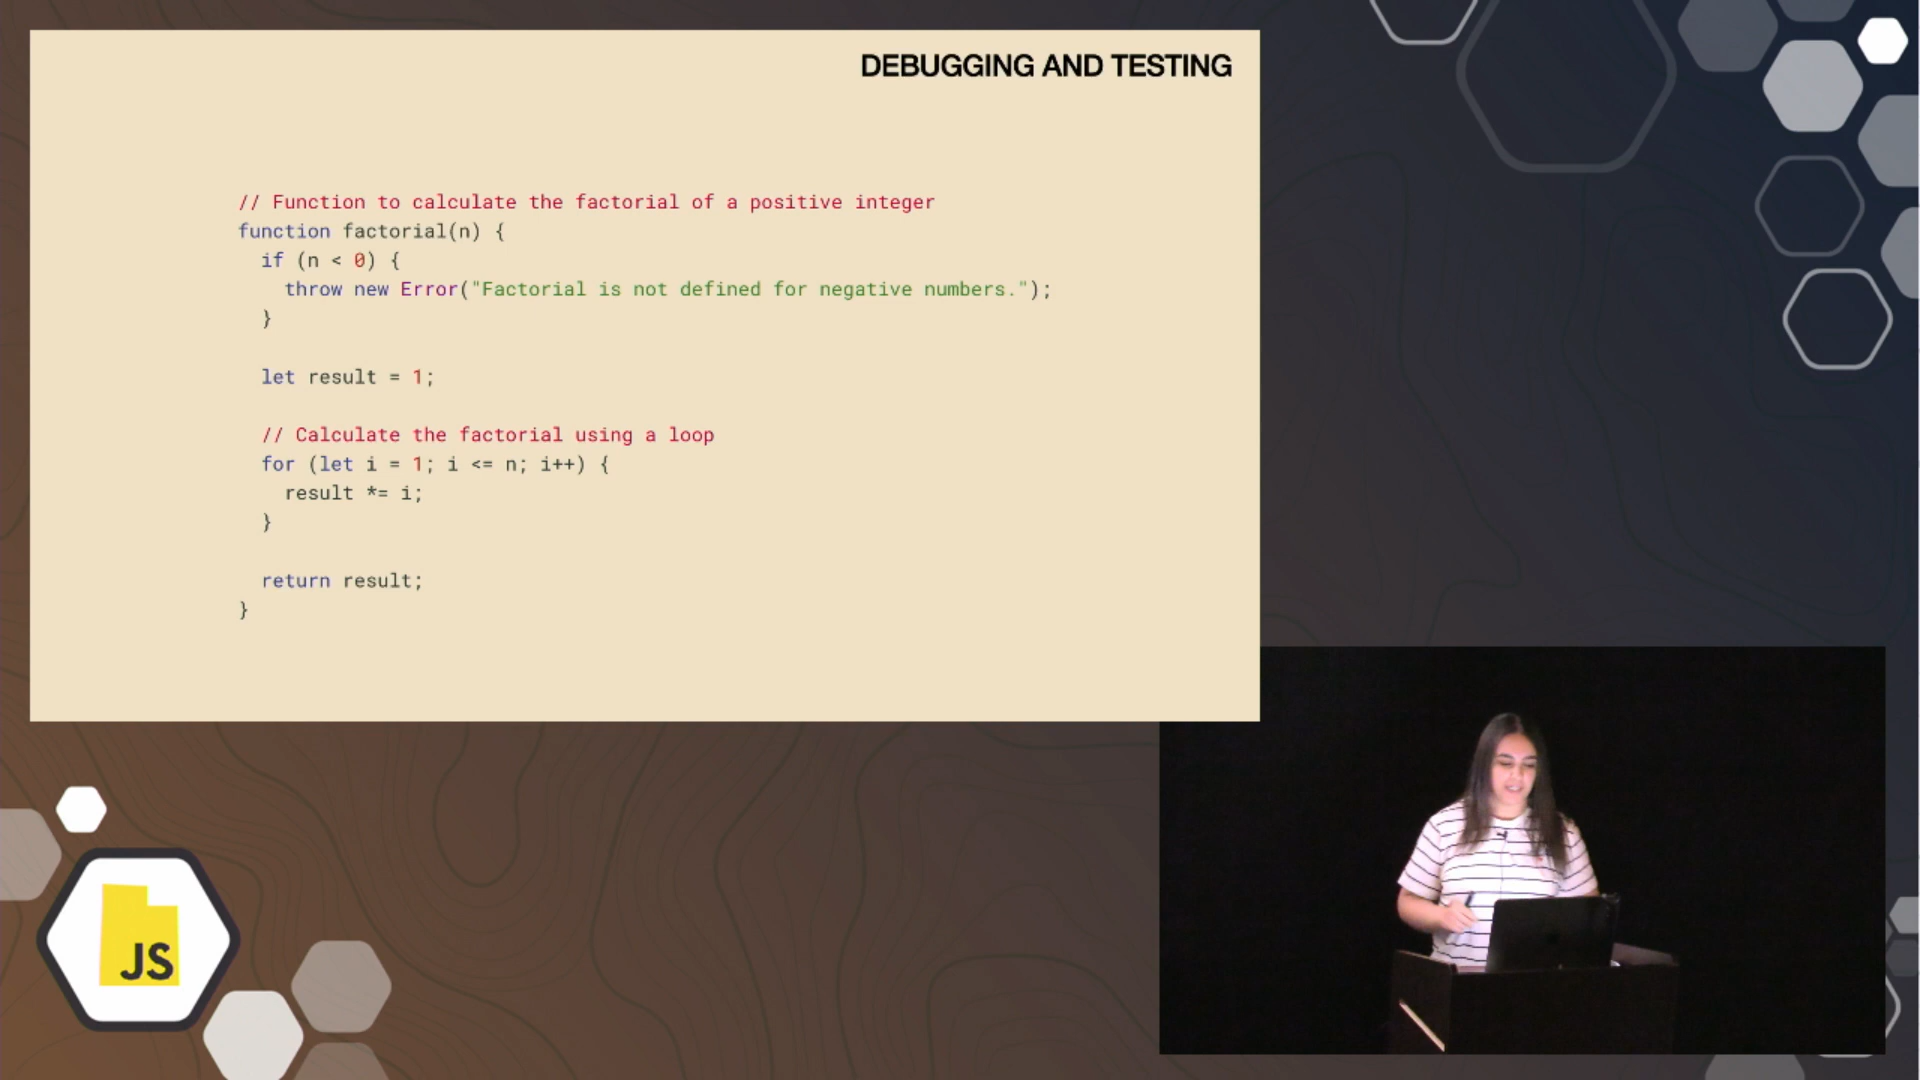 DEBUGGING AND TESTING
// Function to calculate the factorial of a positive integer
function factorial(n) {
  if (n < 0) {
    throw new Error("Factorial is not defined for negative numbers.");
  }
  let result = 1;
  // Calculate the factorial using a loop
  for (let i = 1; i <= n; i++) {
    result *= i;
  }
  return result;
}
JS